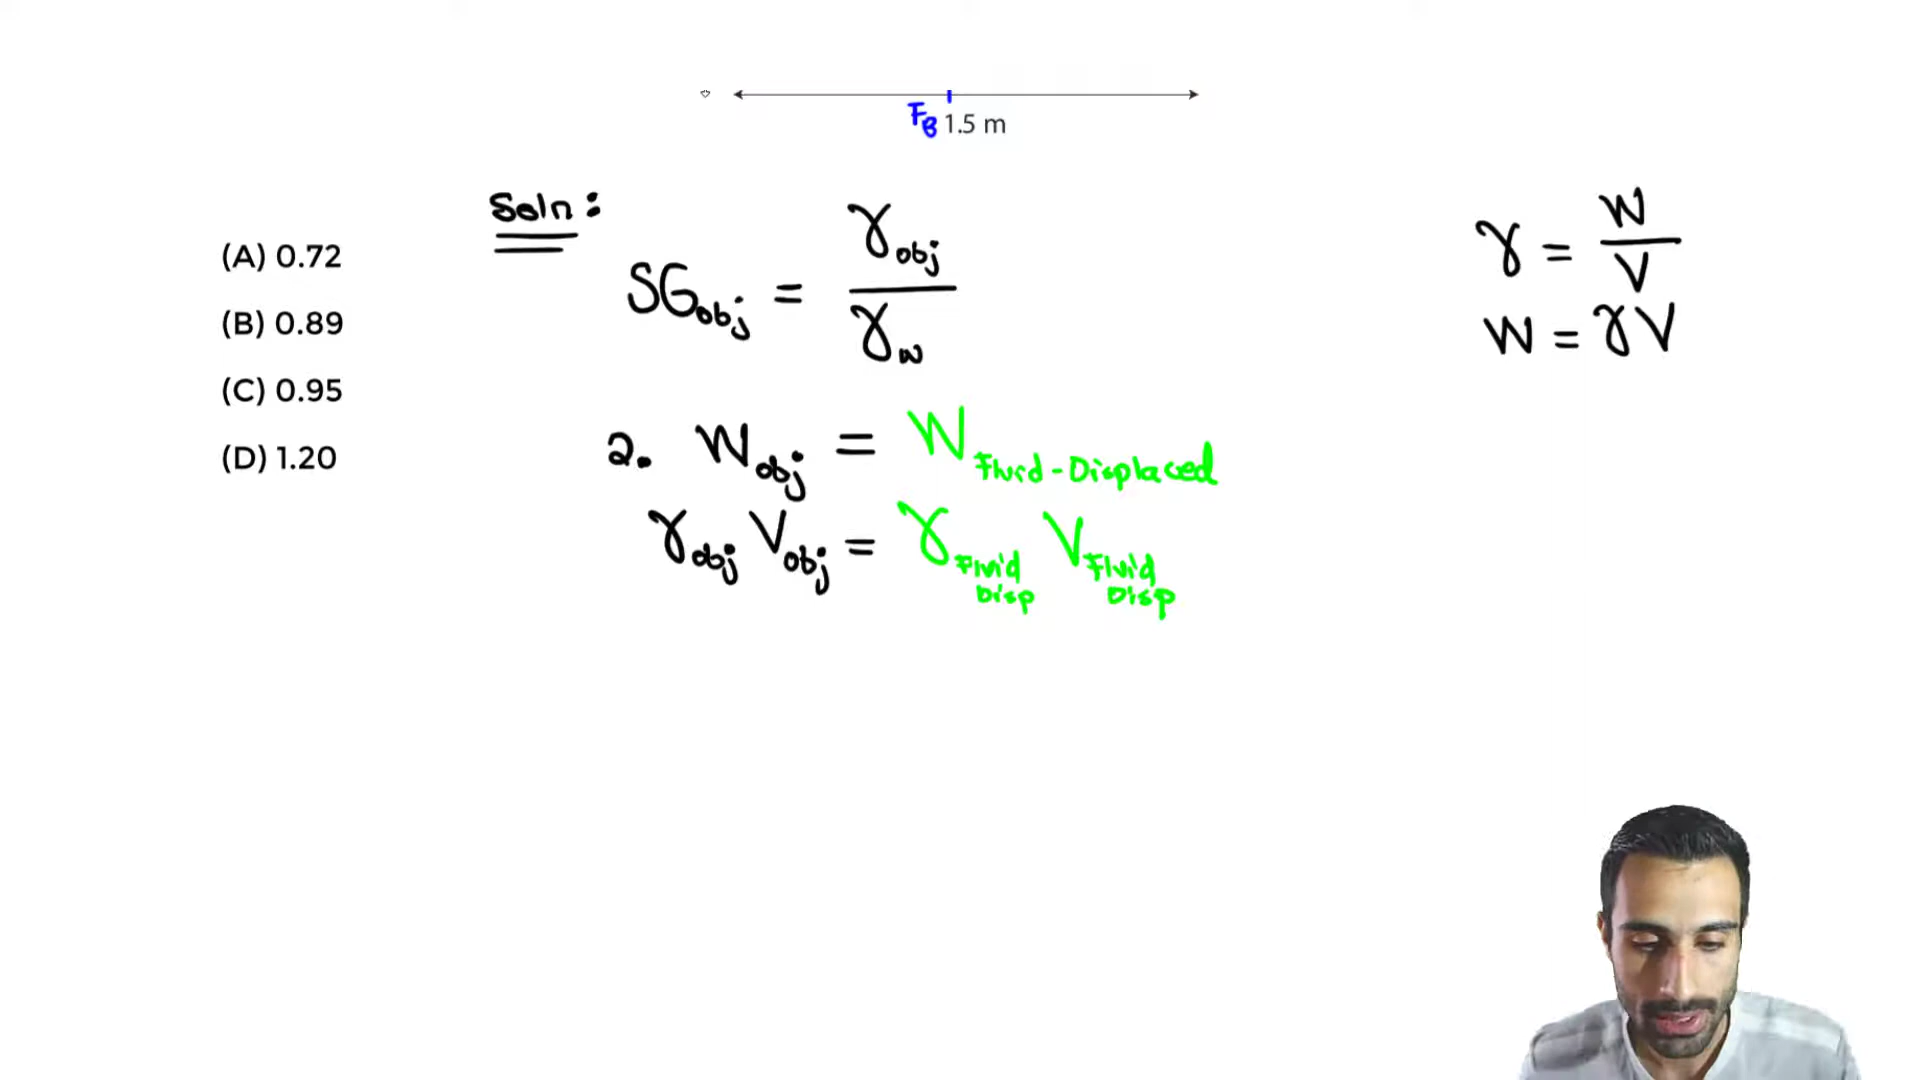 F_B 1.5 m
Soln:
(A) 0.72
(B) 0.89
(C) 0.95
(D) 1.20
SG_obj = γ_obj / γ_w
2. W_obj = W_Fluid-Displaced
γ_obj V_obj = γ_Fluid Disp V_Fluid Disp
γ = W / V
W = γ V